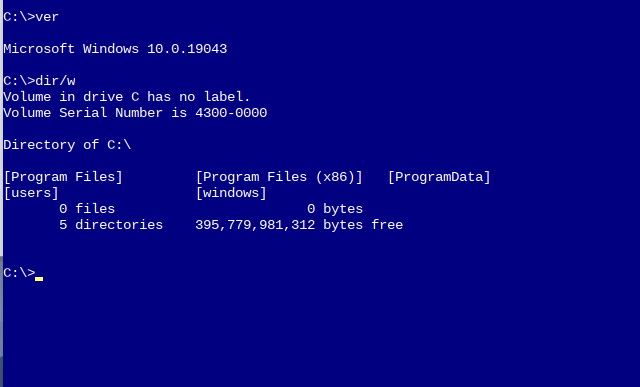 C:\>ver
Microsoft Windows 10.0.19043
C:\>dir/w
Volume in drive C has no label.
Volume Serial Number is 4300-0000
Directory of C:\
[Program Files]         [Program Files (x86)]   [ProgramData]
[users]                 [windows]
       0 files                        0 bytes
       5 directories    395,779,981,312 bytes free
C:\>